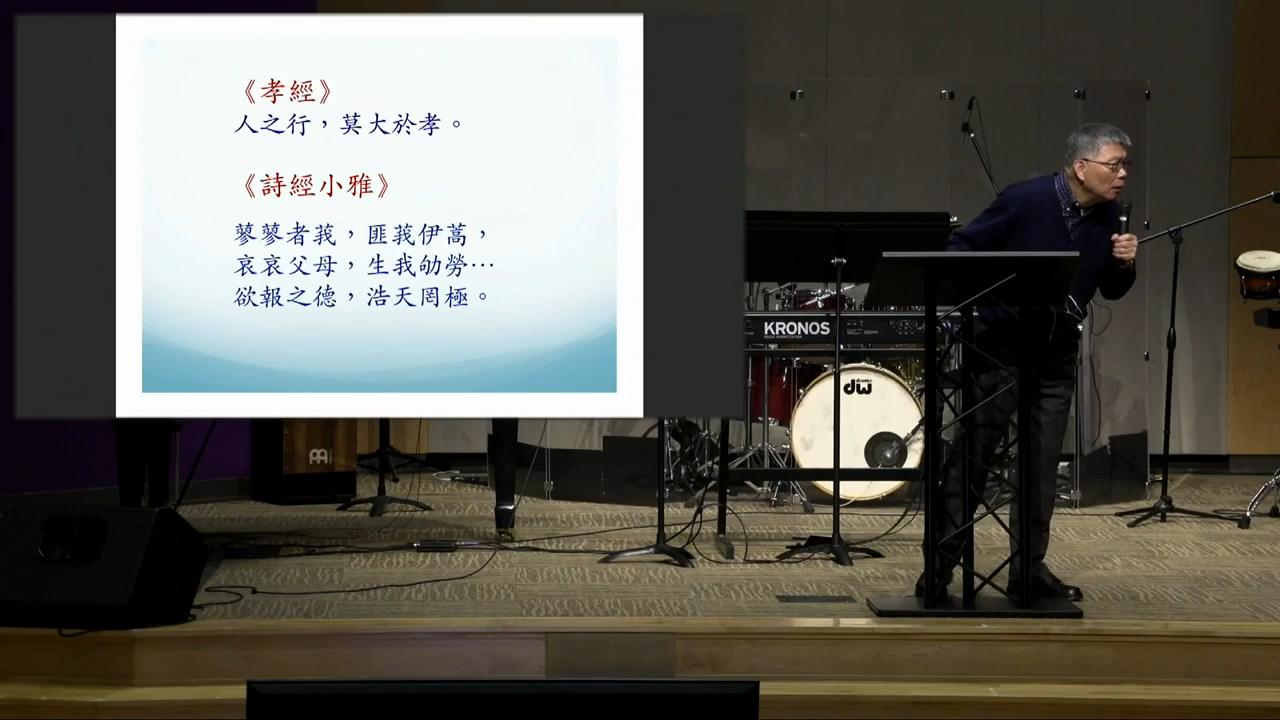 《孝經》
人之行，莫大於孝。
《詩經小雅》
蓼蓼者莪，匪莪伊蒿，
哀哀父母，生我劬勞…
欲報之德，浩天罔極。
KRONOS
drums
dw